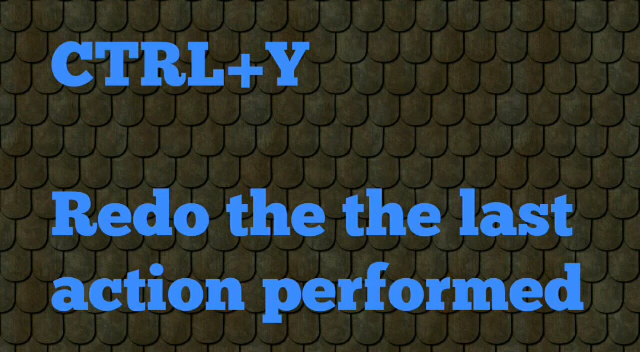 CTRL+Y
Redo the the last
action performed